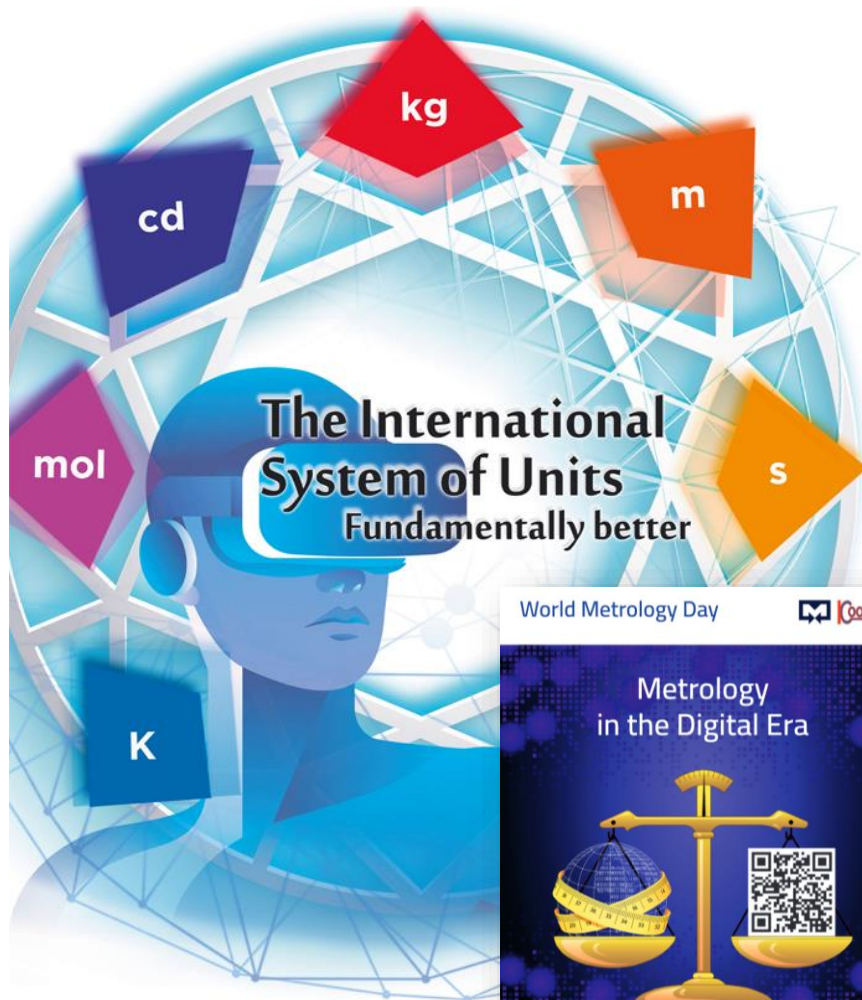 kg
cd
m
mol
s
The International
System of Units
Fundamentally better
K
World Metrology Day
Metrology
in the Digital Era